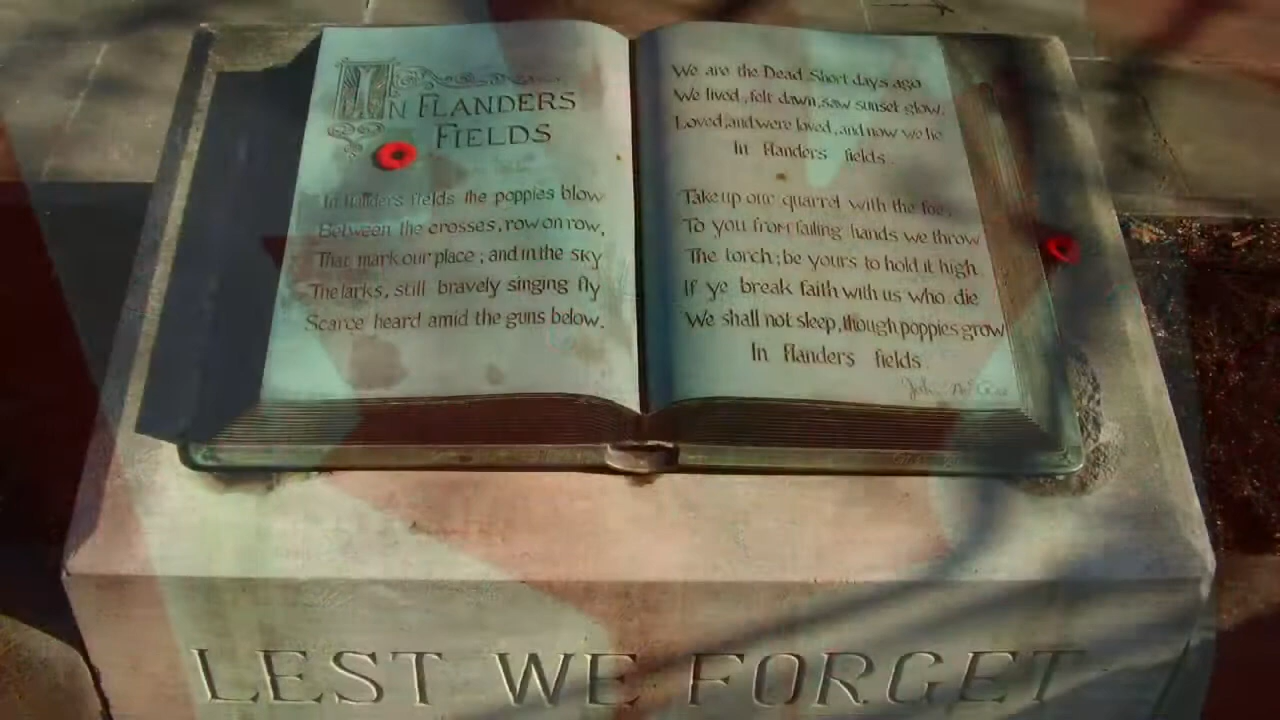 In Flanders
Fields
In Flanders fields the poppies blow
Between the crosses, row on row,
That mark our place; and in the sky
The larks, still bravely singing fly
Scarce heard amid the guns below.
We are the Dead. Short days ago
We lived, felt dawn, saw sunset glow,
Loved, and were loved, and now we lie
In Flanders fields.
Take up our quarrel with the foe,
To you from failing hands we throw
The torch; be yours to hold it high
If ye break faith with us who die
We shall not sleep, though poppies grow
In Flanders fields
John McCrae
LEST WE FORGET